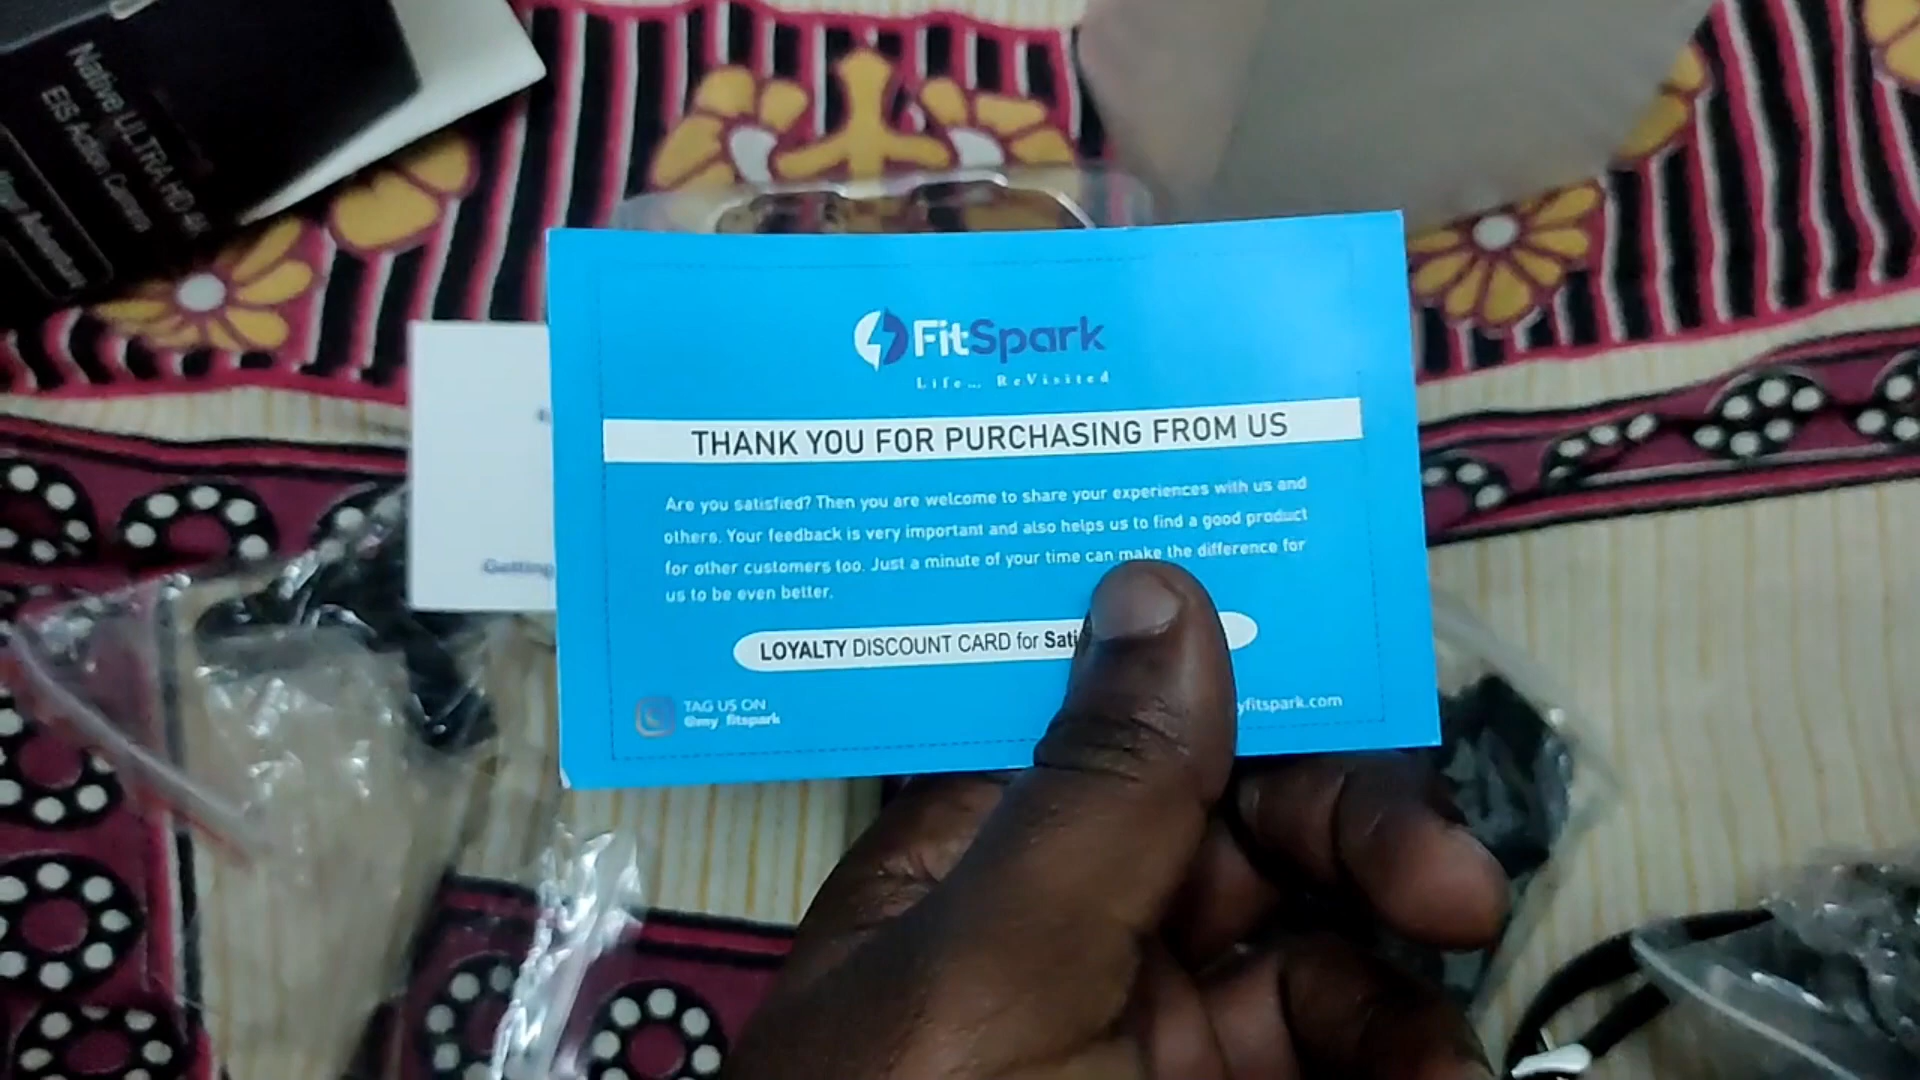 Native ULTRA HD 4K
EIS Action Camera
FitSpark
Life... ReVisited
THANK YOU FOR PURCHASING FROM US
Are you satisfied? Then you are welcome to share your experiences with us and
others. Your feedback is very important and also helps us to find a good product
for other customers too. Just a minute of your time can make the difference for
us to be even better.
LOYALTY DISCOUNT CARD for
TAG US ON
@my_fitspark
yfitspark.com
Getting